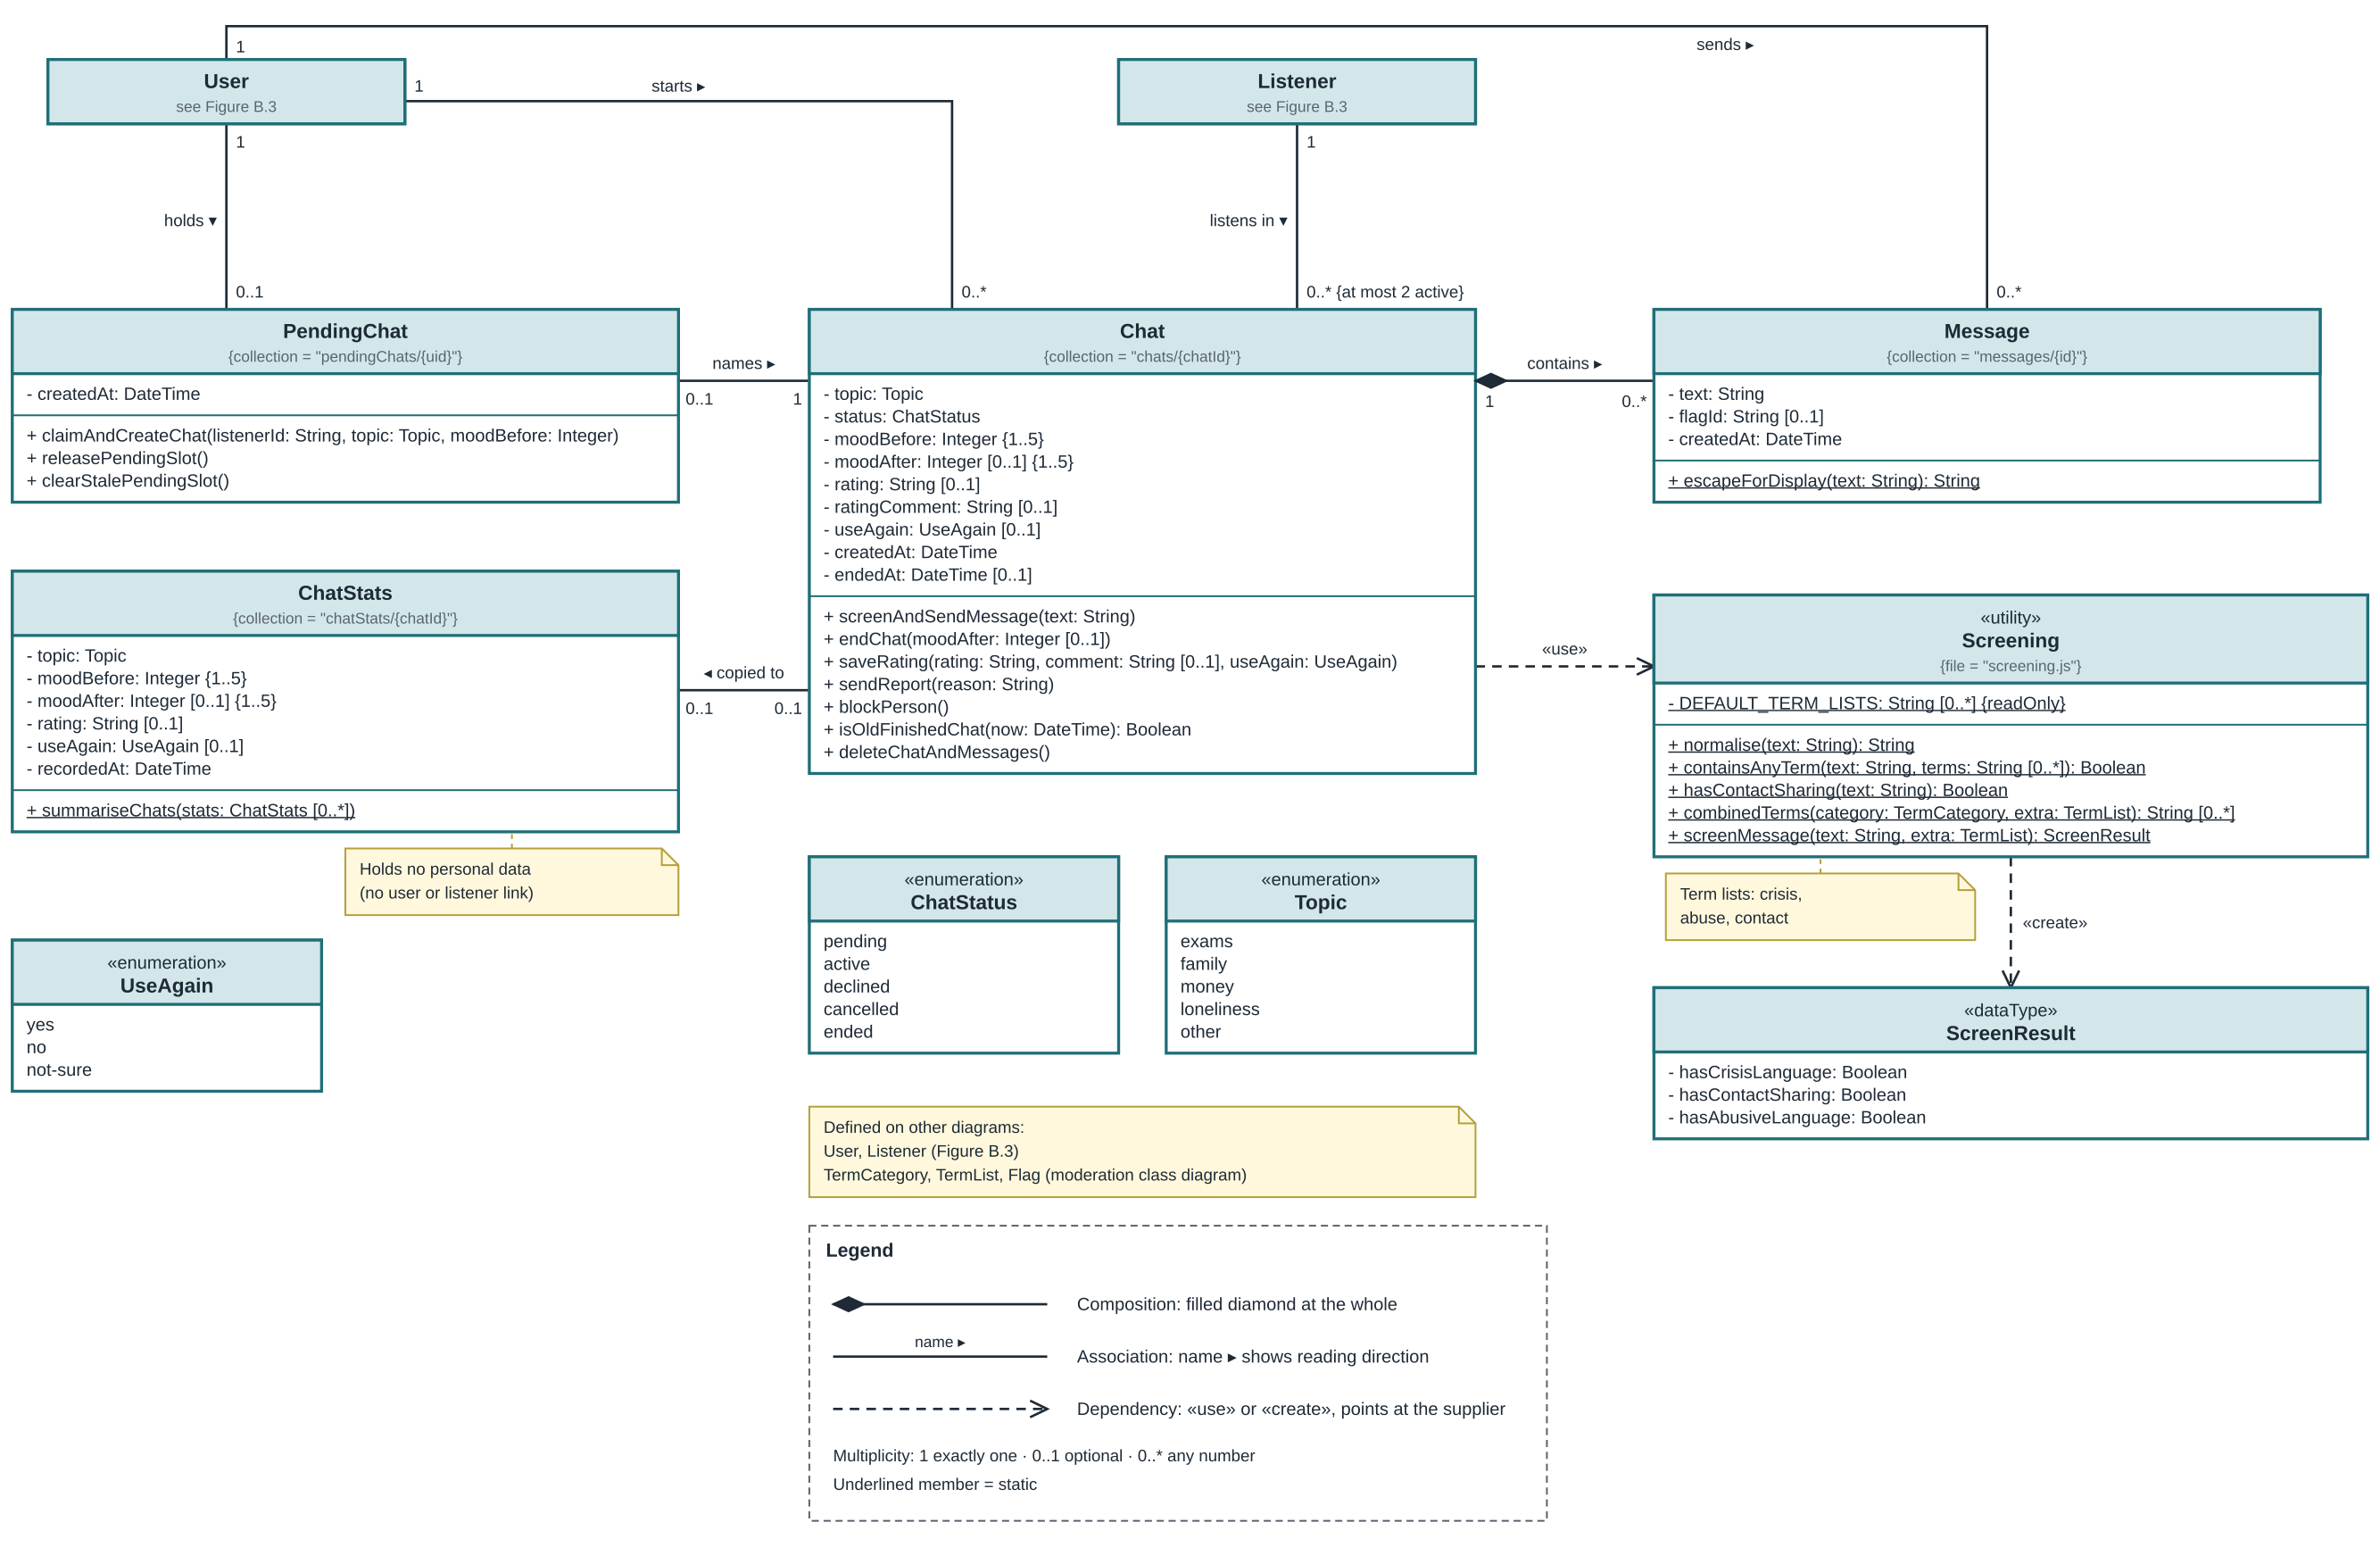 1
sends ▸
User
see Figure B.3
1
starts ▸
Listener
see Figure B.3
1
1
holds ▾
listens in ▾
0..1
0..*
0..* {at most 2 active}
0..*
PendingChat
{collection = "pendingChats/{uid}"}
- createdAt: DateTime
+ claimAndCreateChat(listenerId: String, topic: Topic, moodBefore: Integer)
+ releasePendingSlot()
+ clearStalePendingSlot()
names ▸
0..1
1
Chat
{collection = "chats/{chatId}"}
- topic: Topic
- status: ChatStatus
- moodBefore: Integer {1..5}
- moodAfter: Integer [0..1] {1..5}
- rating: String [0..1]
- ratingComment: String [0..1]
- useAgain: UseAgain [0..1]
- createdAt: DateTime
- endedAt: DateTime [0..1]
+ screenAndSendMessage(text: String)
+ endChat(moodAfter: Integer [0..1])
+ saveRating(rating: String, comment: String [0..1], useAgain: UseAgain)
+ sendReport(reason: String)
+ blockPerson()
+ isOldFinishedChat(now: DateTime): Boolean
+ deleteChatAndMessages()
contains ▸
1
0..*
Message
{collection = "messages/{id}"}
- text: String
- flagId: String [0..1]
- createdAt: DateTime
+ escapeForDisplay(text: String): String
ChatStats
{collection = "chatStats/{chatId}"}
- topic: Topic
- moodBefore: Integer {1..5}
- moodAfter: Integer [0..1] {1..5}
- rating: String [0..1]
- useAgain: UseAgain [0..1]
- recordedAt: DateTime
+ summariseChats(stats: ChatStats [0..*])
◂ copied to
0..1
0..1
«use»
«utility»
Screening
{file = "screening.js"}
- DEFAULT_TERM_LISTS: String [0..*] {readOnly}
+ normalise(text: String): String
+ containsAnyTerm(text: String, terms: String [0..*]): Boolean
+ hasContactSharing(text: String): Boolean
+ combinedTerms(category: TermCategory, extra: TermList): String [0..*]
+ screenMessage(text: String, extra: TermList): ScreenResult
Holds no personal data
(no user or listener link)
«enumeration»
ChatStatus
pending
active
declined
cancelled
ended
«enumeration»
Topic
exams
family
money
loneliness
other
Term lists: crisis,
abuse, contact
«create»
«enumeration»
UseAgain
yes
no
not-sure
«dataType»
ScreenResult
- hasCrisisLanguage: Boolean
- hasContactSharing: Boolean
- hasAbusiveLanguage: Boolean
Defined on other diagrams:
User, Listener (Figure B.3)
TermCategory, TermList, Flag (moderation class diagram)
Legend
Composition: filled diamond at the whole
name ▸
Association: name ▸ shows reading direction
Dependency: «use» or «create», points at the supplier
Multiplicity: 1 exactly one · 0..1 optional · 0..* any number
Underlined member = static